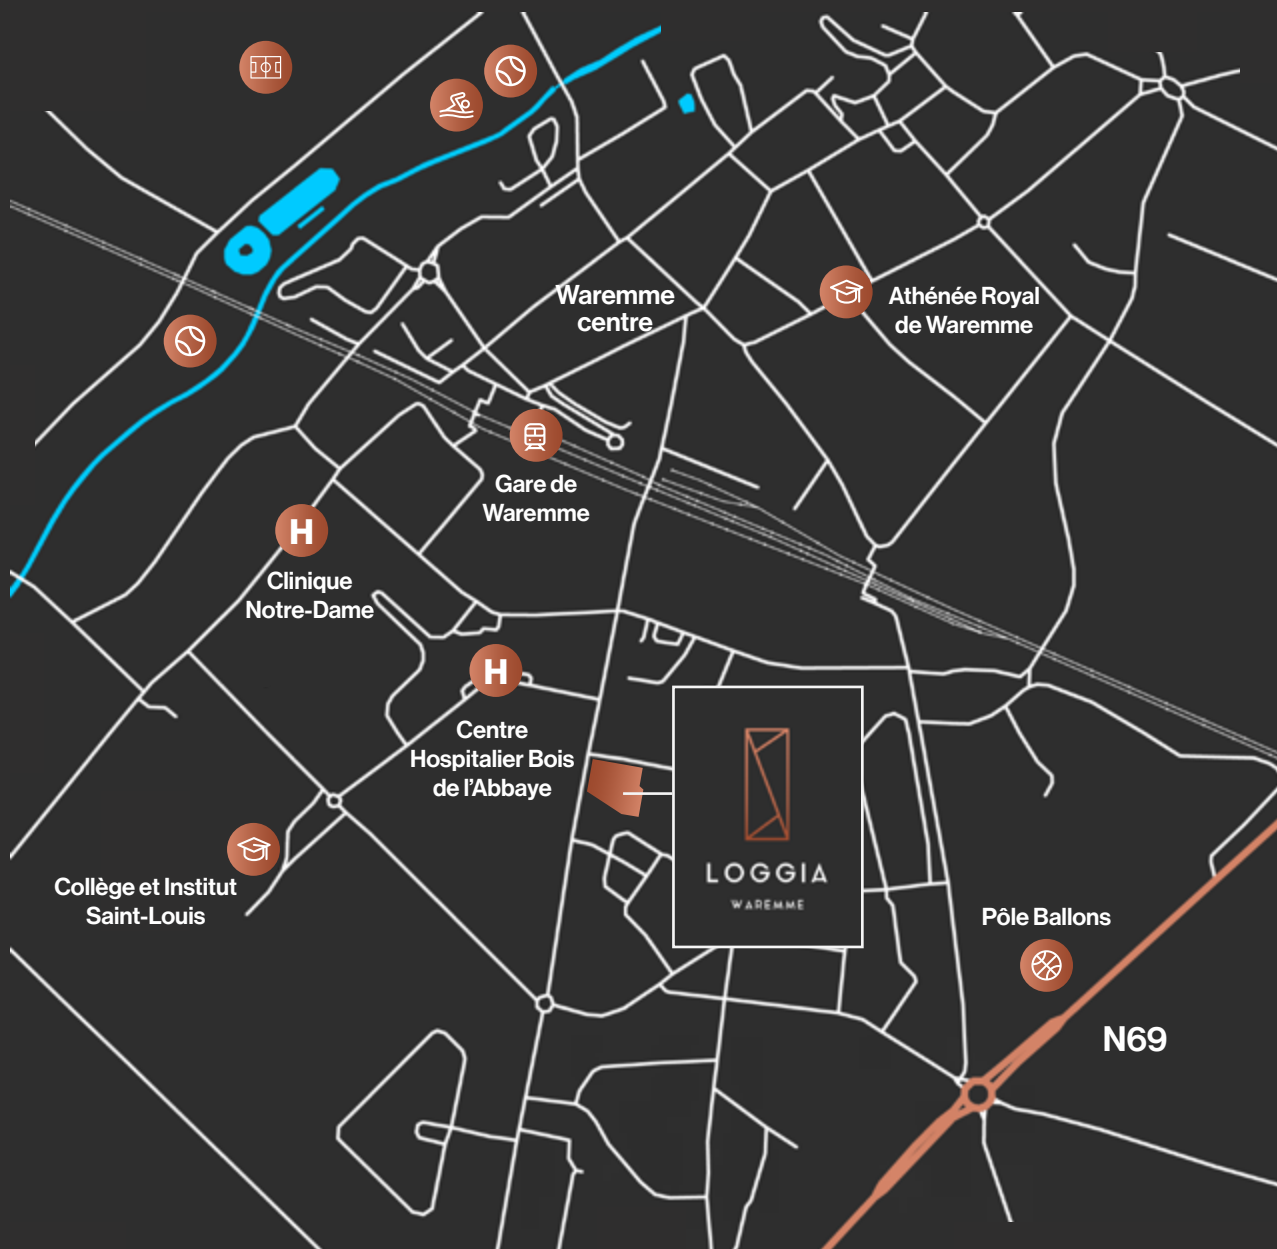 Waremme
centre
Athénée Royal
de Waremme
Gare de
Waremme
H
Clinique
Notre-Dame
H
Centre
Hospitalier Bois
de l'Abbaye
LOGGIA
WAREMME
Collège et Institut
Saint-Louis
Pôle Ballons
N69